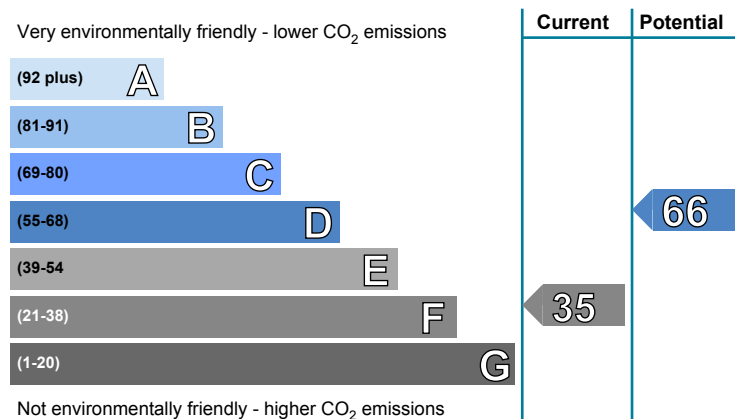 Very environmentally friendly - lower CO₂ emissions
Current
Potential
(92 plus) A
(81-91) B
(69-80) C
(55-68) D
66
(39-54 E
(21-38) F
35
(1-20) G
Not environmentally friendly - higher CO₂ emissions